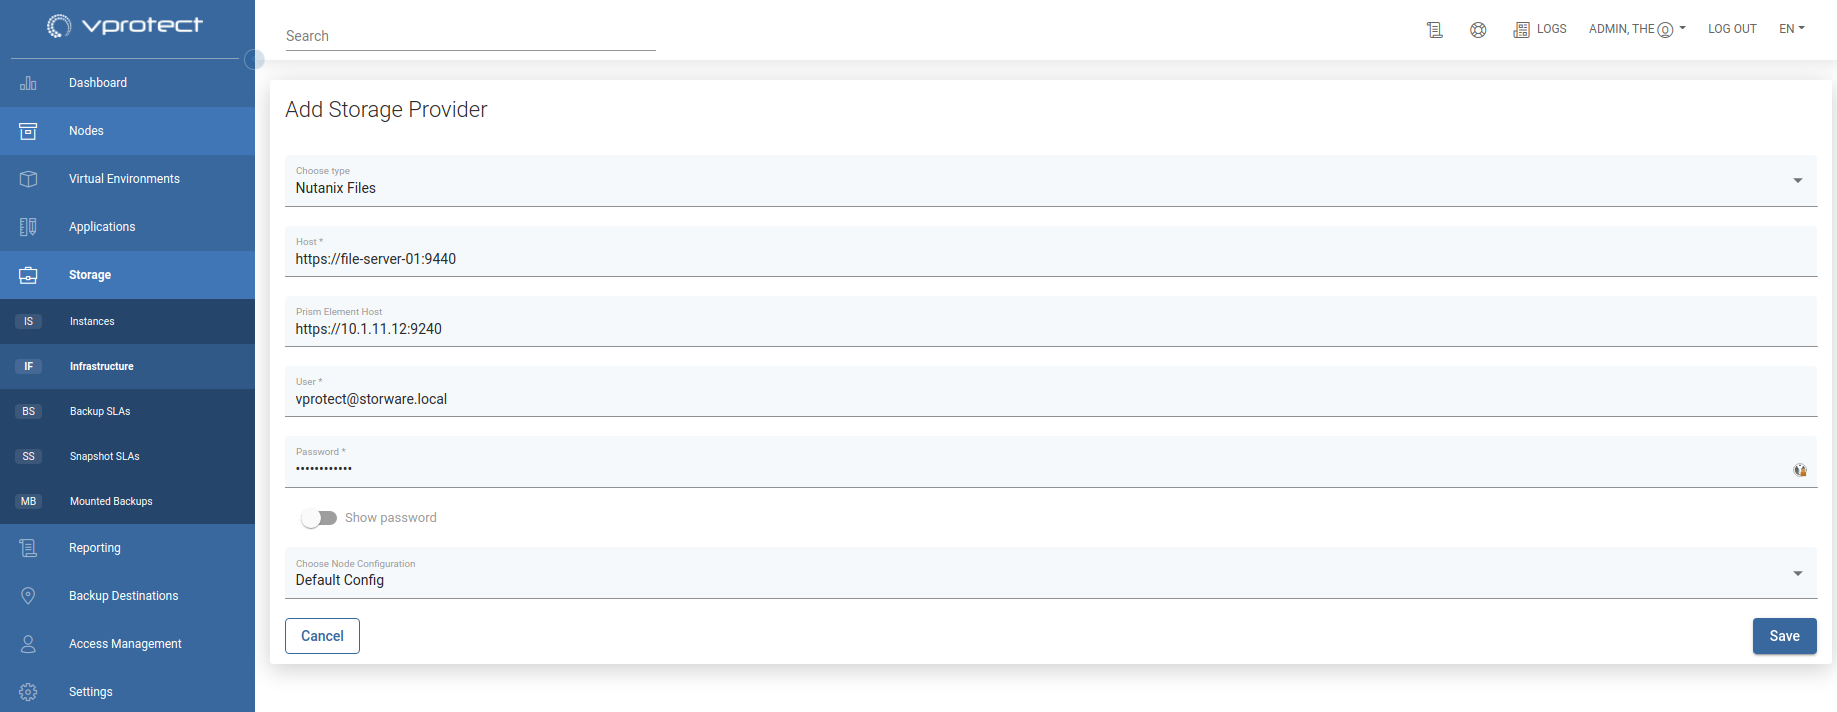 vprotect
Search
LOGS
ADMIN, THE
LOG OUT
EN
Dashboard
Nodes
Virtual Environments
Applications
Storage
IS Instances
IF Infrastructure
BS Backup SLAs
SS Snapshot SLAs
MB Mounted Backups
Reporting
Backup Destinations
Access Management
Settings
Add Storage Provider
Choose type
Nutanix Files
Host *
https://file-server-01:9440
Prism Element Host
https://10.1.11.12:9240
User *
vprotect@storware.local
Password *
••••••••••••
Show password
Choose Node Configuration
Default Config
Cancel
Save